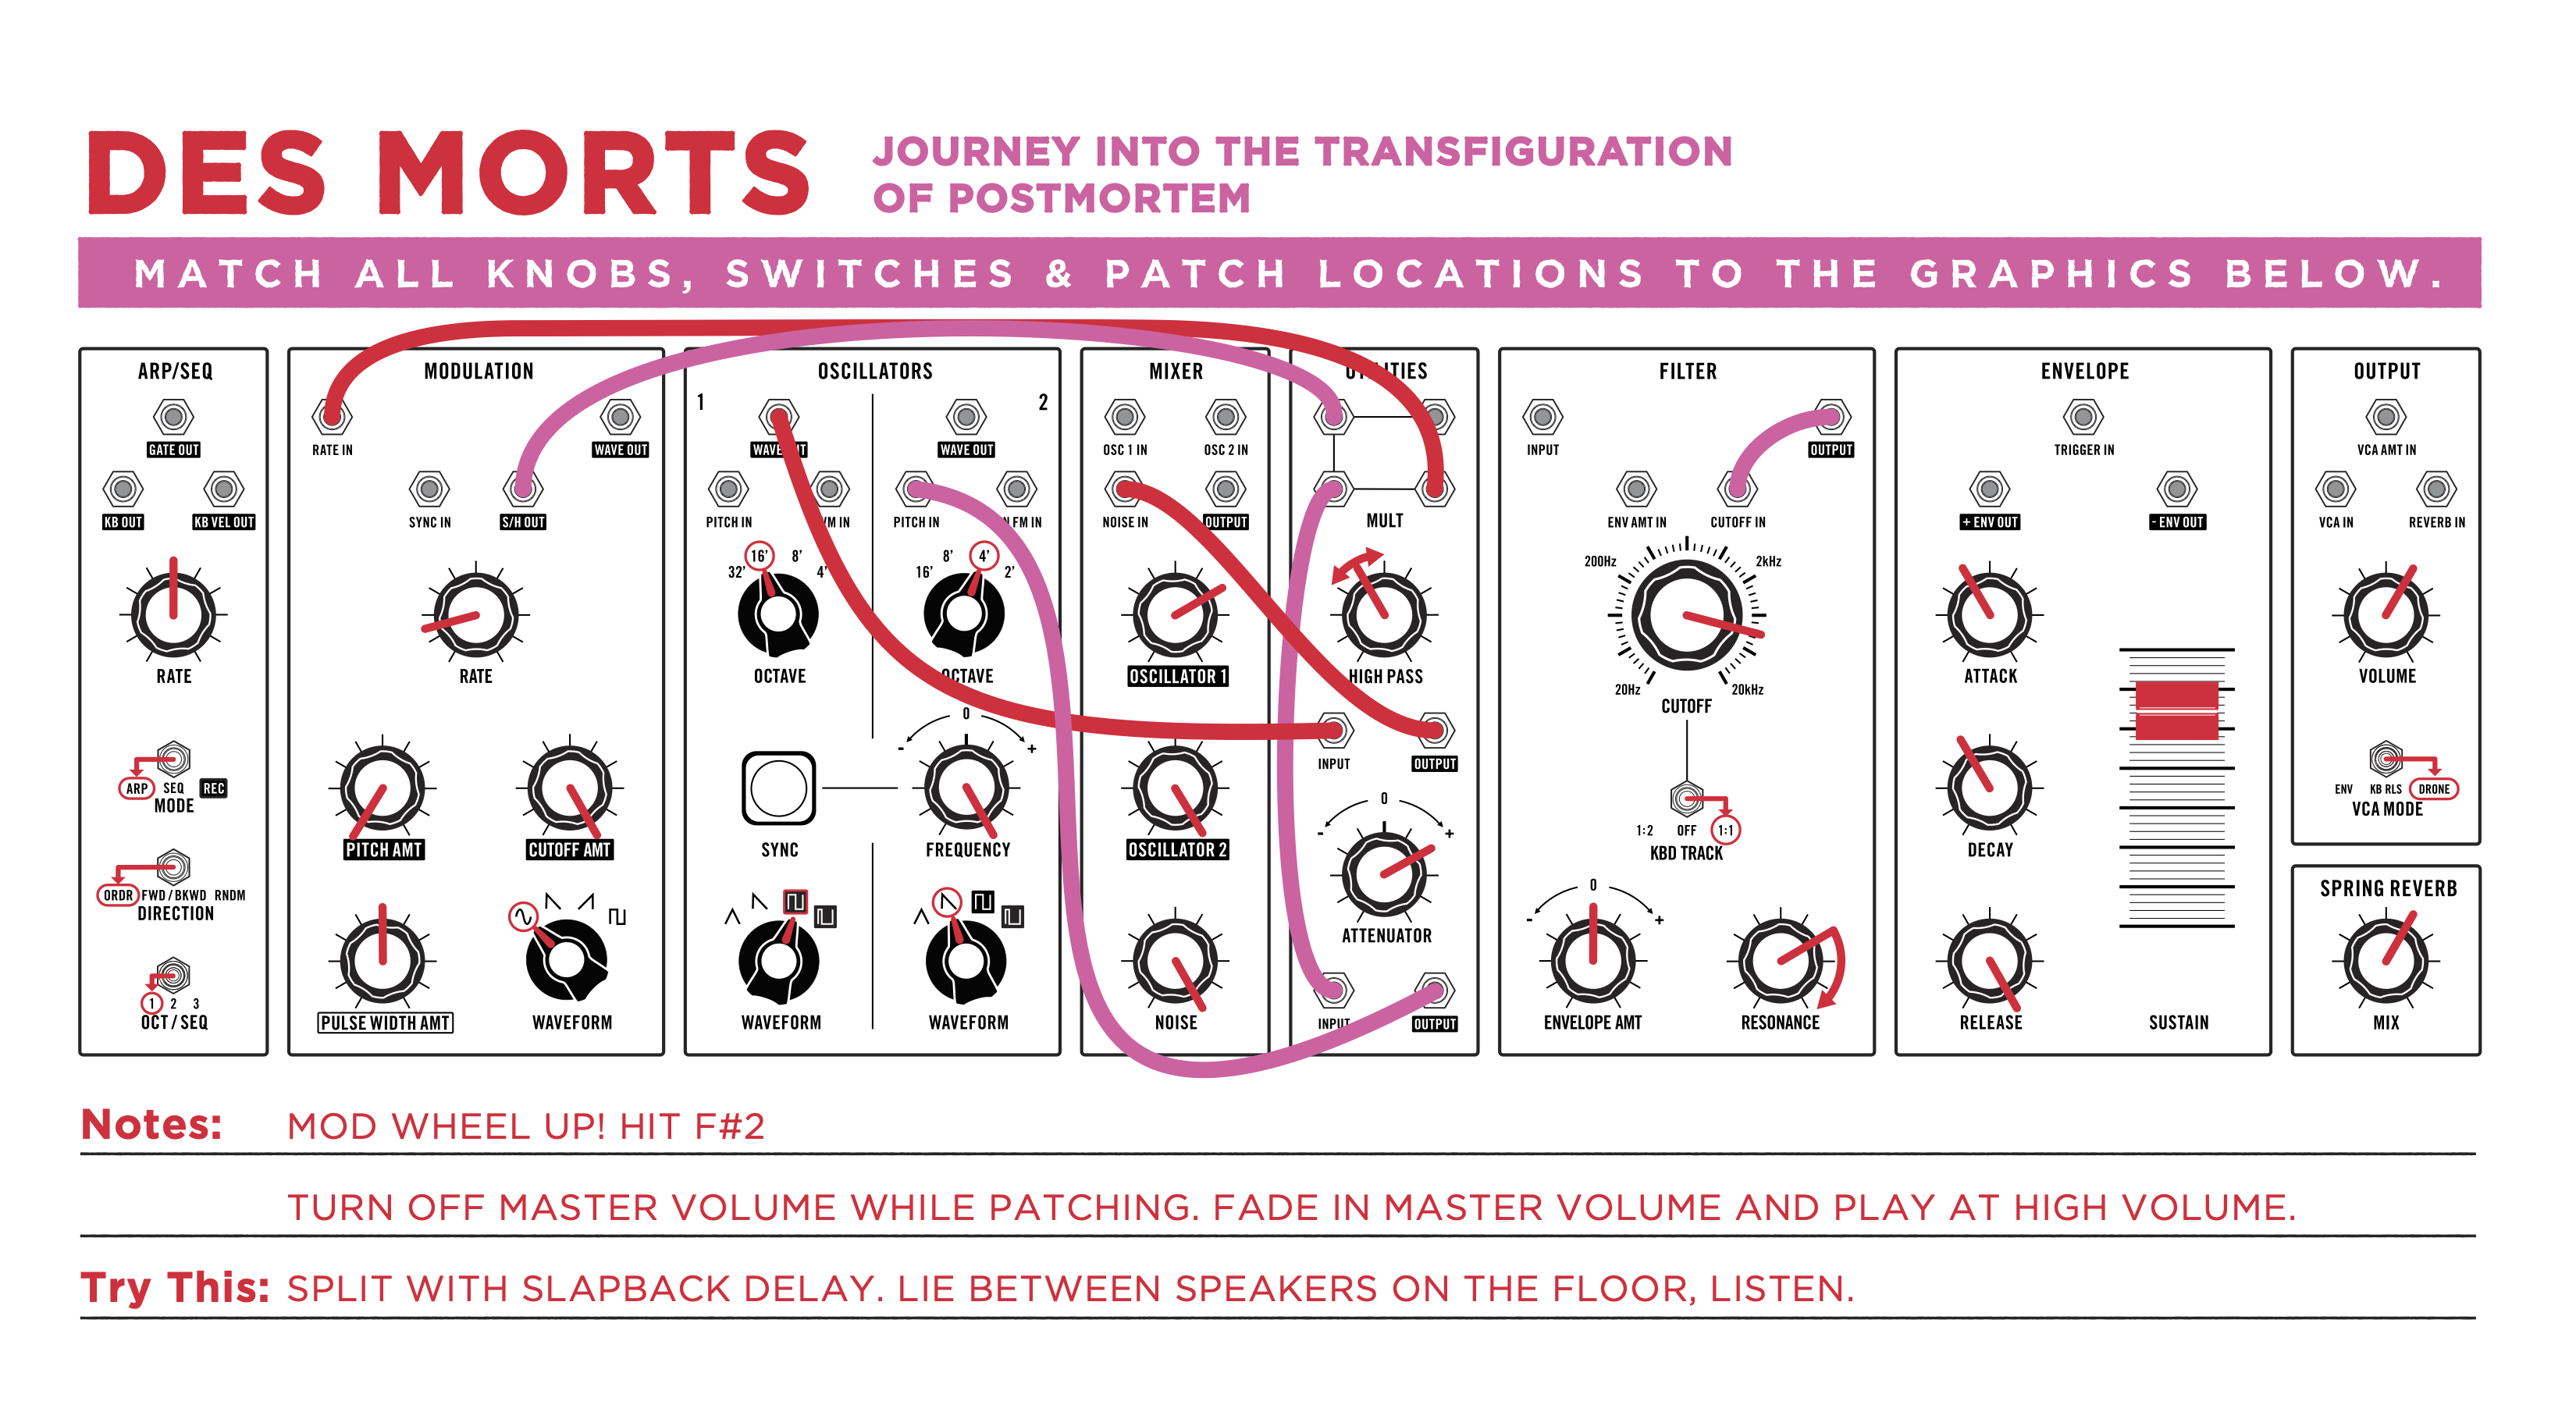 DES MORTS
JOURNEY INTO THE TRANSFIGURATION
OF POSTMORTEM
MATCH ALL KNOBS, SWITCHES & PATCH LOCATIONS TO THE GRAPHICS BELOW.
ARP/SEQ
GATE OUT
KB OUT
KB VEL OUT
RATE
ARP SEQ REC
MODE
ORDR FWD / BKWD RNDM
DIRECTION
1 2 3
OCT / SEQ
MODULATION
RATE IN
WAVE OUT
SYNC IN
S/H OUT
RATE
PITCH AMT
CUTOFF AMT
PULSE WIDTH AMT
WAVEFORM
OSCILLATORS
1
2
WAVE OUT
PITCH IN
PITCH IN
FM IN
32' 16' 8' 4'
16' 8' 4' 2'
OCTAVE
OCTAVE
SYNC
- 0 +
FREQUENCY
WAVEFORM
WAVEFORM
MIXER
OSC 1 IN
OSC 2 IN
NOISE IN
OUTPUT
OSCILLATOR 1
OSCILLATOR 2
NOISE
UTILITIES
MULT
HIGH PASS
INPUT
OUTPUT
- 0 +
ATTENUATOR
INPUT
OUTPUT
FILTER
INPUT
OUTPUT
ENV AMT IN
CUTOFF IN
200Hz
2kHz
20Hz
20kHz
CUTOFF
1:2 OFF 1:1
KBD TRACK
- 0 +
ENVELOPE AMT
RESONANCE
ENVELOPE
TRIGGER IN
+ ENV OUT
- ENV OUT
ATTACK
DECAY
RELEASE
SUSTAIN
OUTPUT
VCA AMT IN
VCA IN
REVERB IN
VOLUME
ENV KB RLS DRONE
VCA MODE
SPRING REVERB
MIX
Notes: MOD WHEEL UP! HIT F#2
TURN OFF MASTER VOLUME WHILE PATCHING. FADE IN MASTER VOLUME AND PLAY AT HIGH VOLUME.
Try This: SPLIT WITH SLAPBACK DELAY. LIE BETWEEN SPEAKERS ON THE FLOOR, LISTEN.